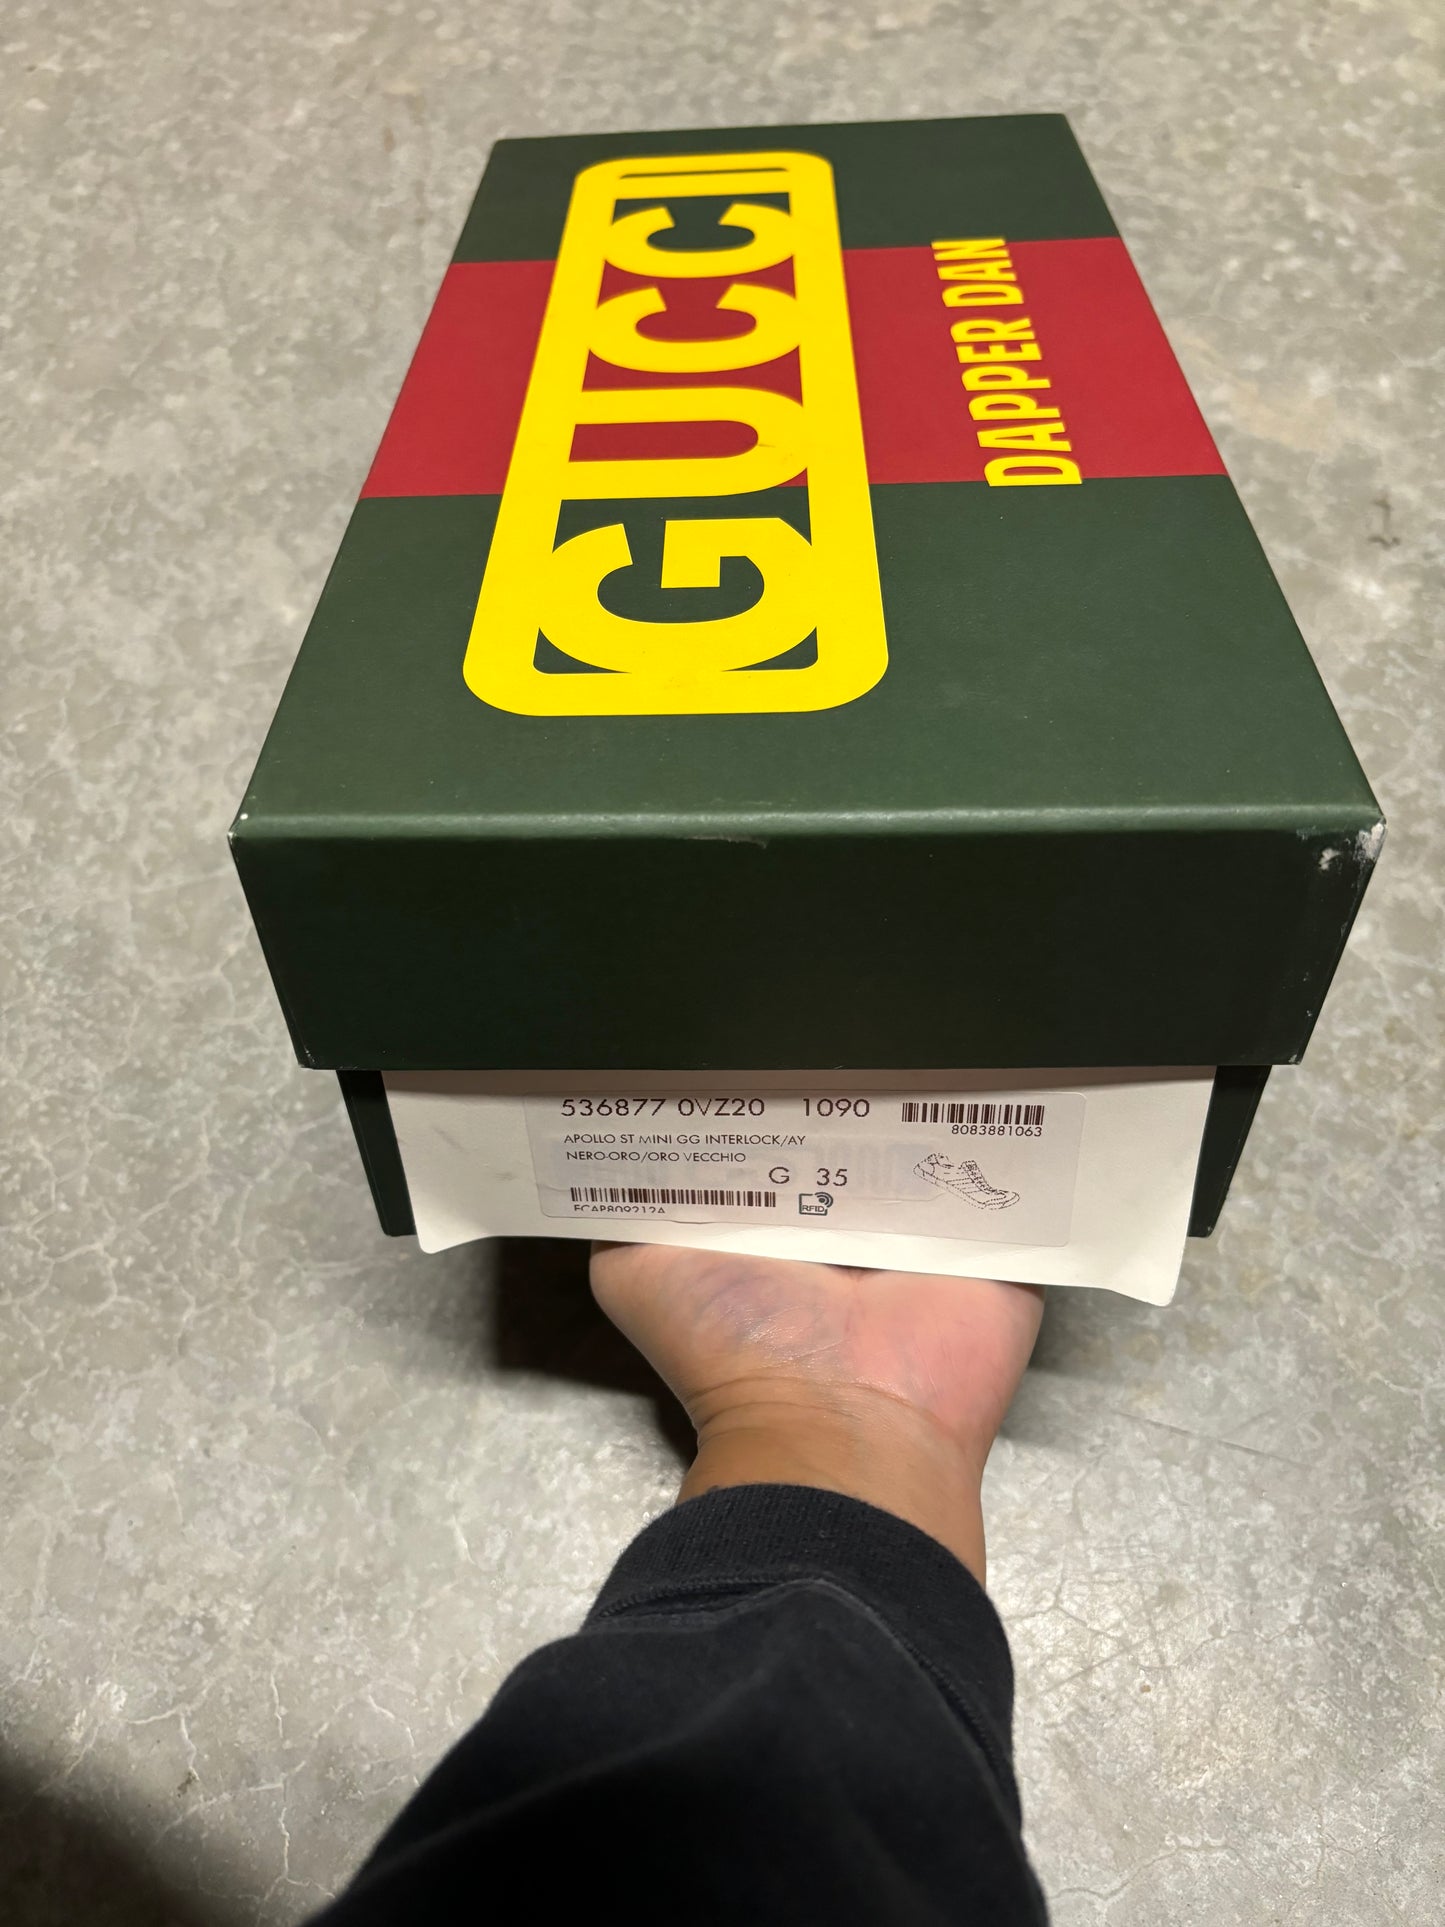 GUCCI
DAPPER DAN
536877 0VZ20 1090
8083881063
APOLLO ST MINI GG INTERLOCK/AY
NERO-ORO/ORO VECCHIO
G 35
RFID